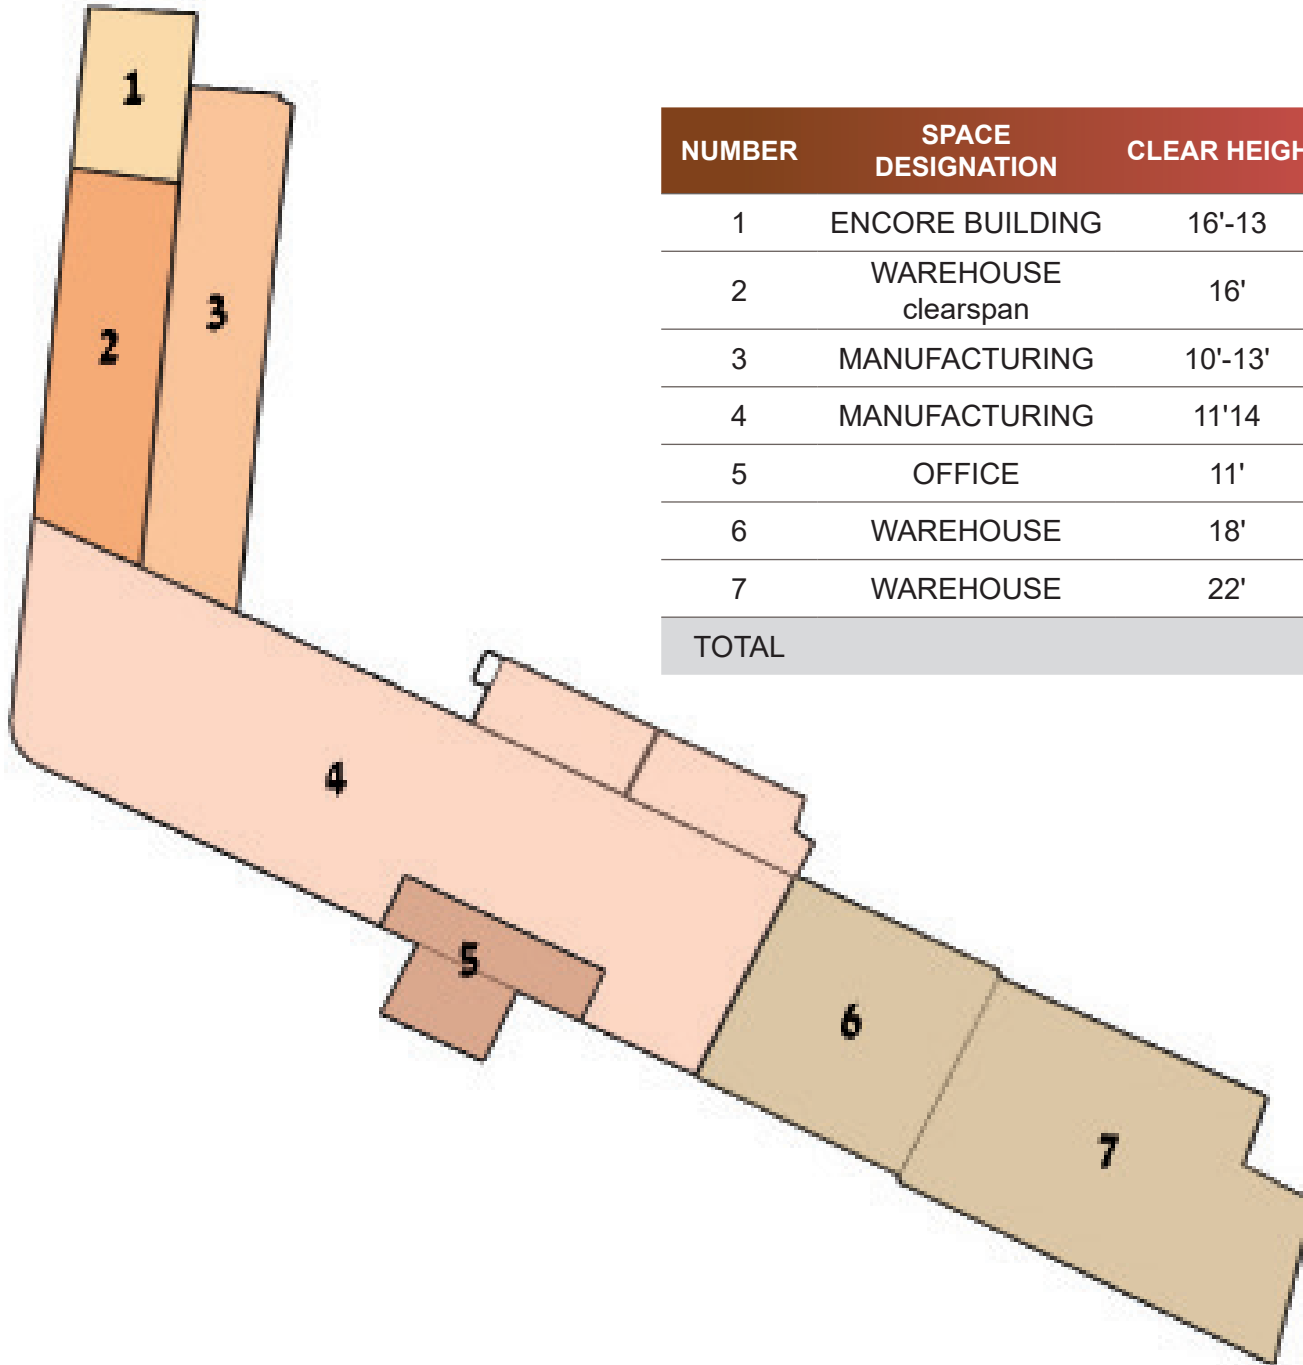 1
2
3
4
5
6
7
NUMBER SPACE DESIGNATION CLEAR HEIGH
1 ENCORE BUILDING 16'-13
2 WAREHOUSE clearspan 16'
3 MANUFACTURING 10'-13'
4 MANUFACTURING 11'14
5 OFFICE 11'
6 WAREHOUSE 18'
7 WAREHOUSE 22'
TOTAL